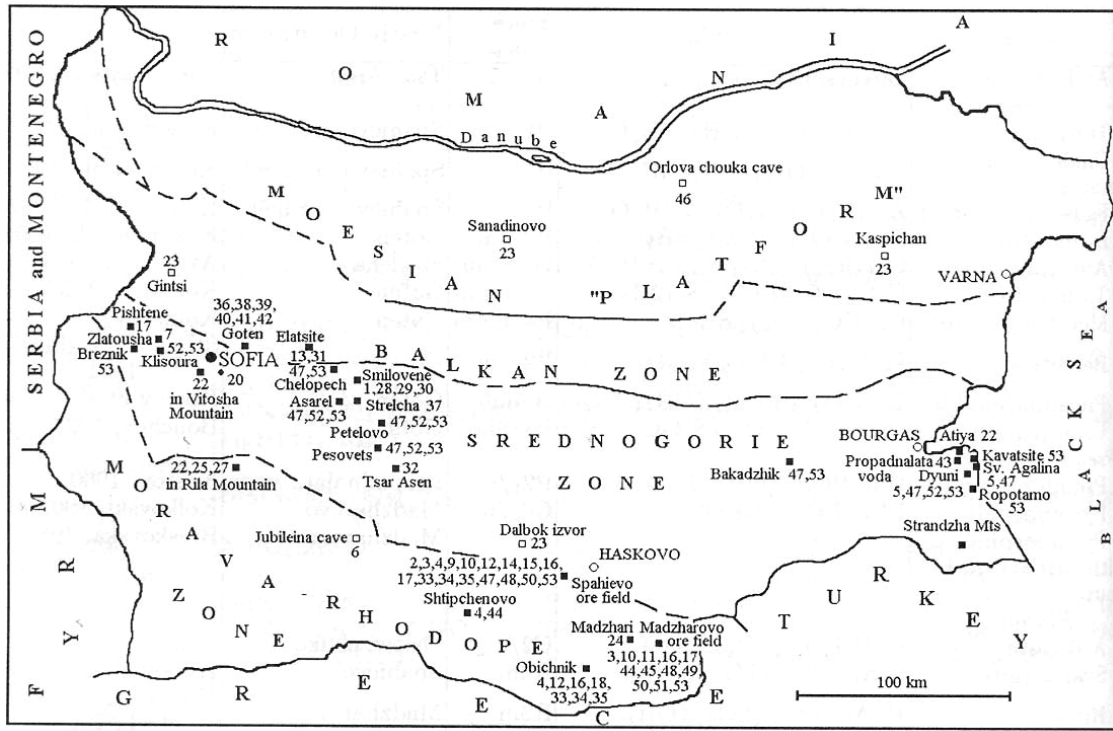 R O M A N I A
SERBIA and MONTENEGRO
Danube
Orlova chouka cave
46
M O E S I A N "P L A T F O R M"
Sanadinovo
23
Kaspichan
23
VARNA
23
Gintsi
Pishtene
17
Zlatousha
7
Breznik
53
52,53
Klisoura
36,38,39,
40,41,42
Goten
SOFIA
22
20
in Vitosha
Mountain
Elatsite
13,31
47,53
Chelopech
B A L K A N Z O N E
Smilovene
1,28,29,30
Asarel
47,52,53
Strelcha 37
47,52,53
Petelovo
47,52,53
Pesovets
32
Tsar Asen
S R E D N O G O R I E
Z O N E
Bakadzhik
47,53
BOURGAS
Atiya 22
Kavatsite 53
Propadnalata 43
voda
Sv. Agalina
5,47
Dyuni
5,47,52,53
Ropotamo
53
Strandzha Mts
B L A C K S E A
22,25,27
in Rila Mountain
M O R A V A
Z O N E
R H O D O P E
Jubileina cave
6
Dalbok izvor
23
HASKOVO
2,3,4,9,10,12,14,15,16,
17,33,34,35,47,48,50,53
Spahievo
ore field
Shtipchenovo
4,44
Madzhari
24
Madzharovo
ore field
3,10,11,16,17,
44,45,48,49,
50,51,53
Obichnik
4,12,16,18,
33,34,35
T U R K E Y
F Y R M
G R E E C E
100 km